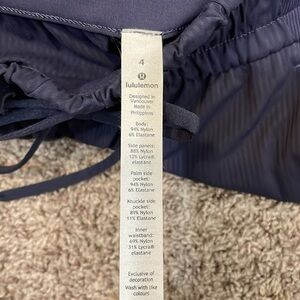 4
lululemon
Designed in
Vancouver
Made in
Philippines
Body:
94% Nylon
6% Elastane
Side panels:
88% Nylon
12% Lycra®
elastane
Palm side
pocket:
94% Nylon
6% Elastane
Knuckle side
pocket:
89% Nylon
11% Elastane
Inner
waistband:
69% Nylon
31% Lycra®
elastane
Exclusive of
decoration
Wash with like
colours